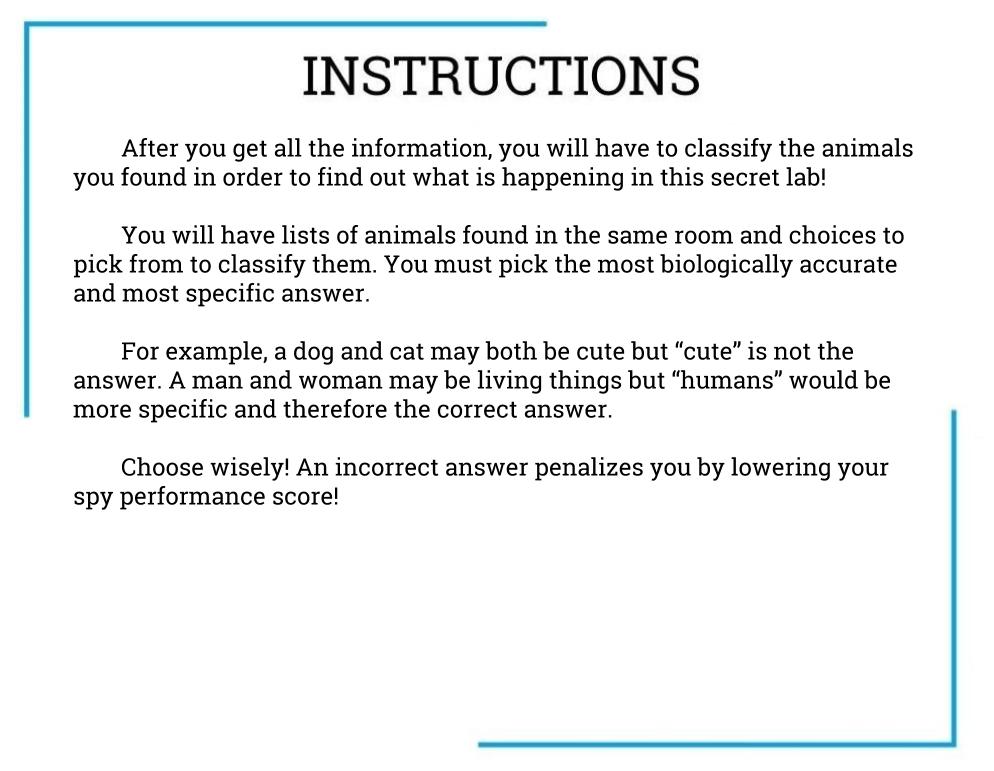 INSTRUCTIONS
After you get all the information, you will have to classify the animals
you found in order to find out what is happening in this secret lab!
You will have lists of animals found in the same room and choices to
pick from to classify them. You must pick the most biologically accurate
and most specific answer.
For example, a dog and cat may both be cute but “cute” is not the
answer. A man and woman may be living things but “humans” would be
more specific and therefore the correct answer.
Choose wisely! An incorrect answer penalizes you by lowering your
spy performance score!